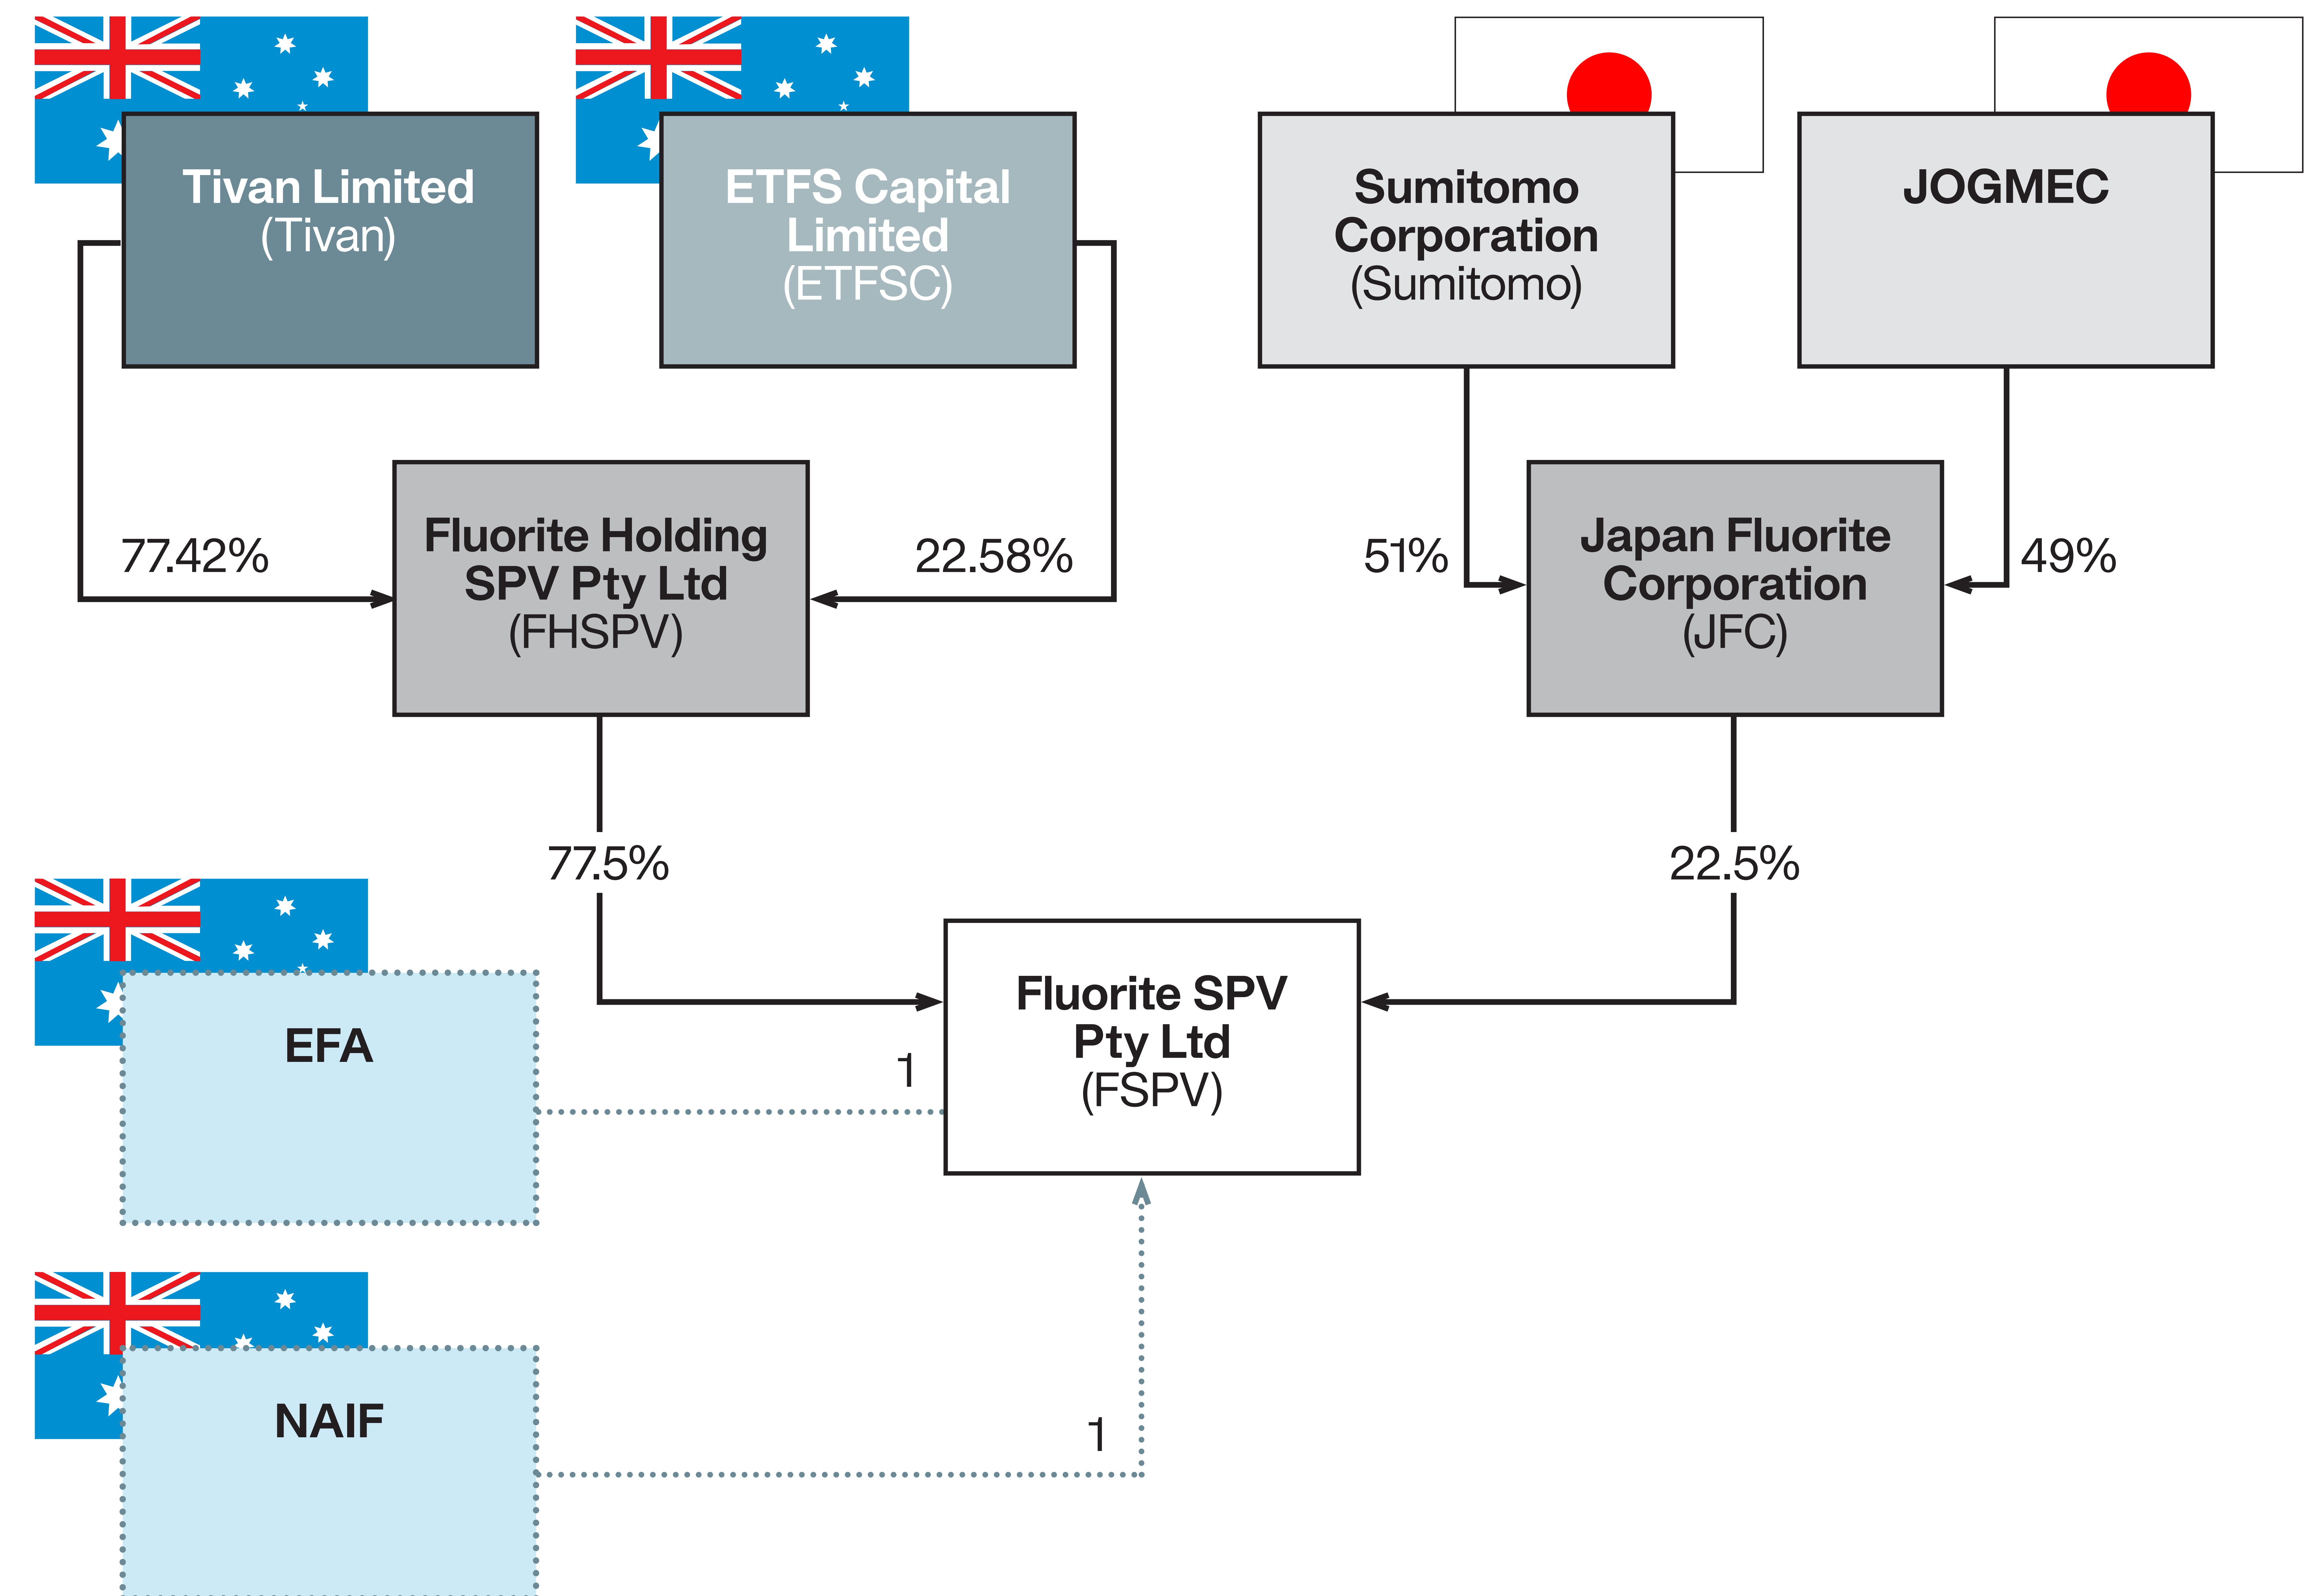 Tivan Limited
(Tivan)
ETFS Capital
Limited
(ETFSC)
Sumitomo
Corporation
(Sumitomo)
JOGMEC
77.42%
Fluorite Holding
SPV Pty Ltd
(FHSPV)
22.58%
51%
Japan Fluorite
Corporation
(JFC)
49%
77.5%
22.5%
EFA
1
Fluorite SPV
Pty Ltd
(FSPV)
NAIF
1